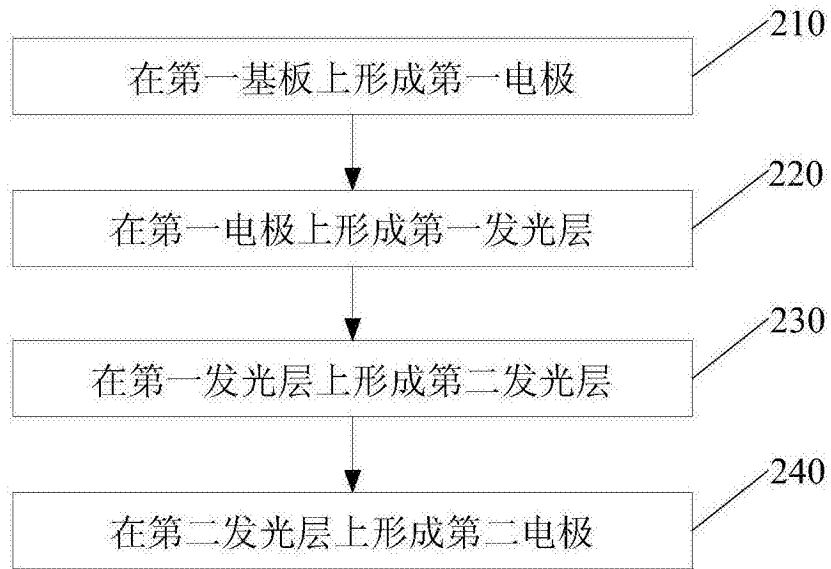 210
在第一基板上形成第一电极
220
在第一电极上形成第一发光层
230
在第一发光层上形成第二发光层
240
在第二发光层上形成第二电极